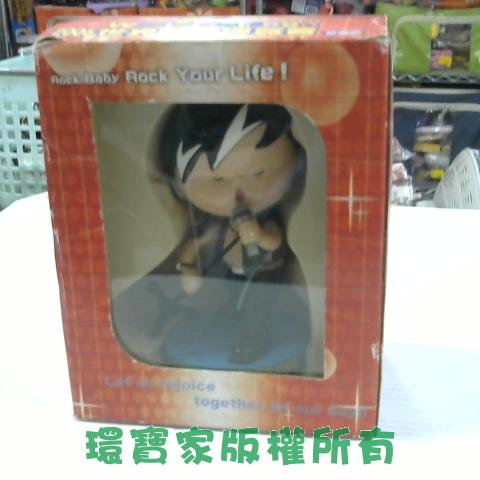 Rock Baby Rock Your Life !
Let us rejoice
together
環寶家版權所有